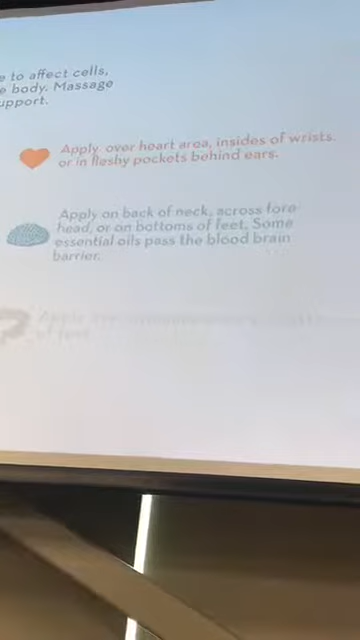 to affect cells,
body. Massage
upport.
Apply over heart area, insides of wrists.
or in fleshy pockets behind ears.
Apply on back of neck, across fore
head, or on bottoms of feet. Some
essential oils pass the blood brain
barrier.
Apply